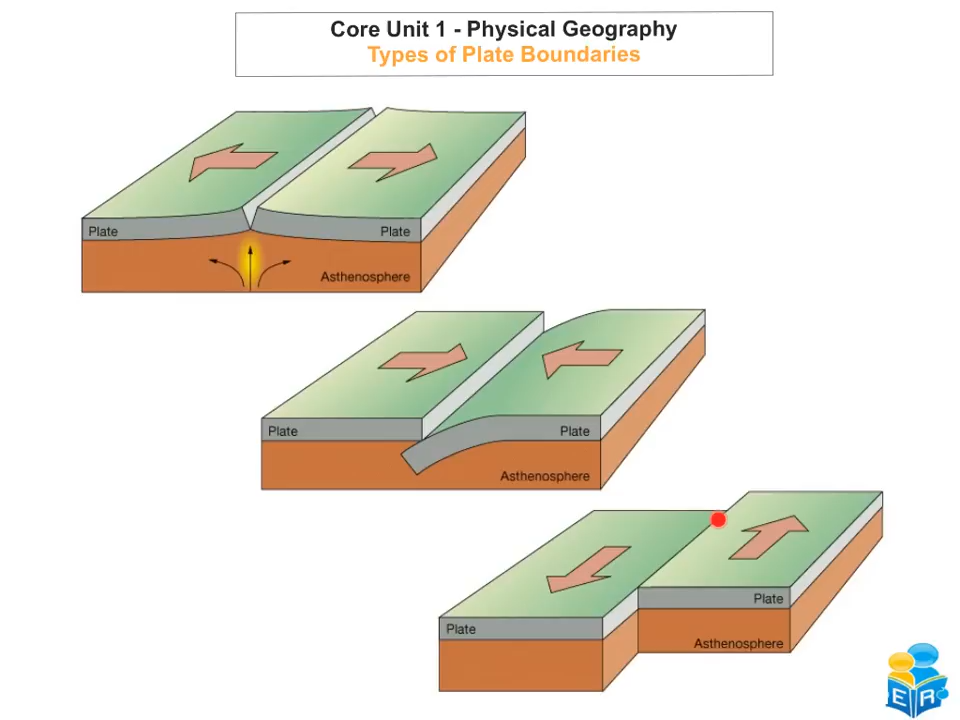 Core Unit 1 - Physical Geography
Types of Plate Boundaries
Plate
Plate
Asthenosphere
Plate
Plate
Asthenosphere
Plate
Plate
Asthenosphere
E R